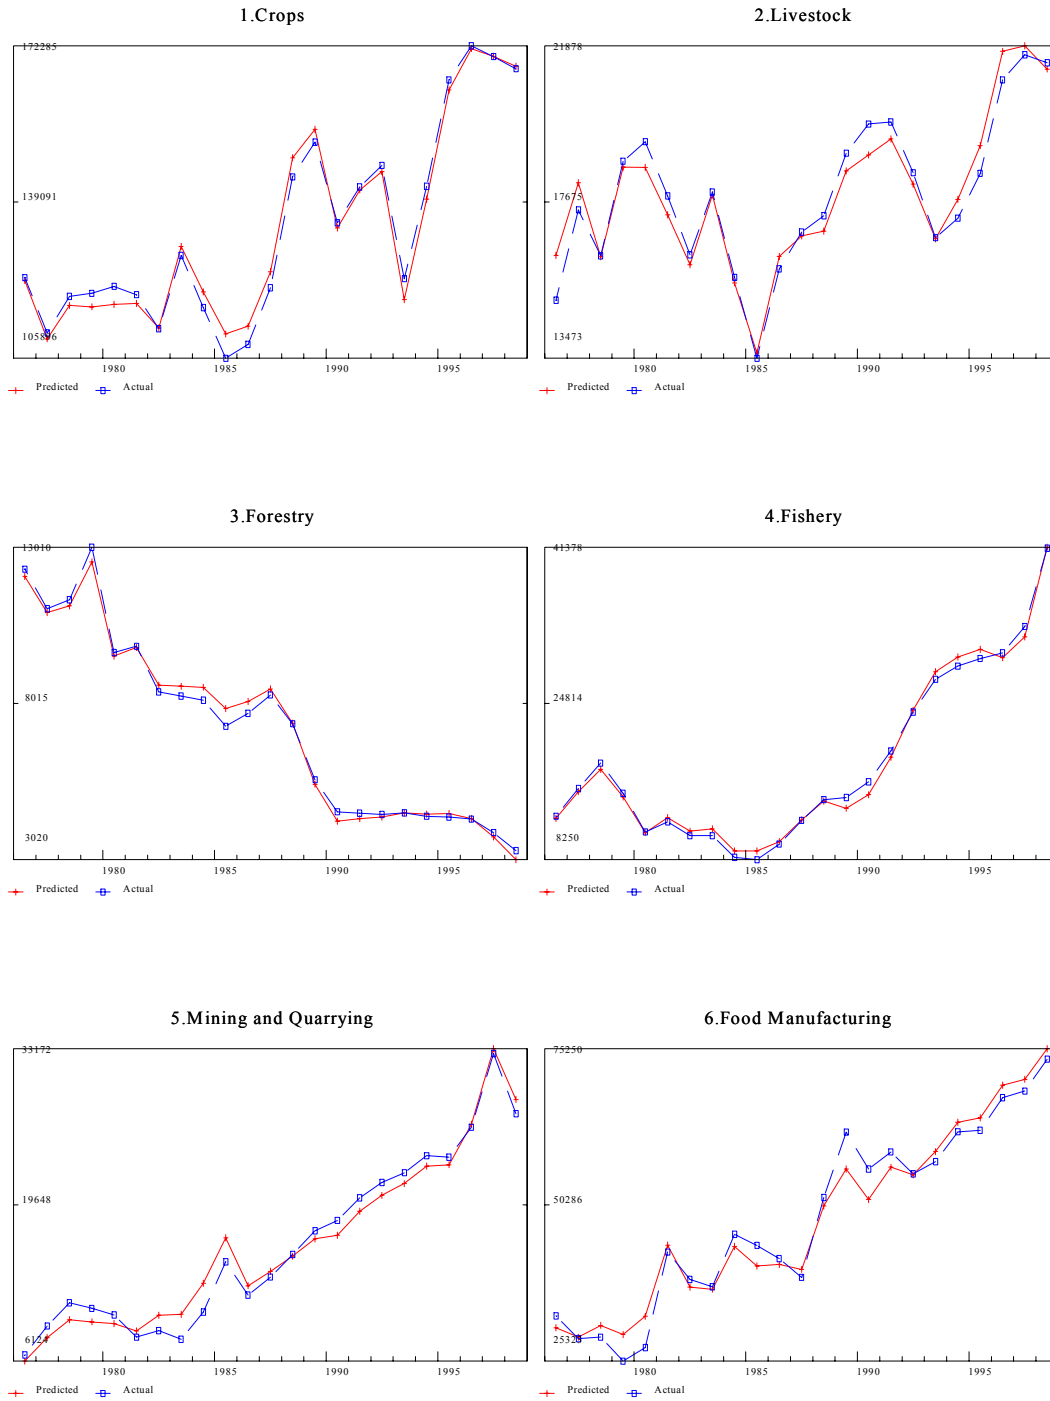 1.Crops
172285
139091
105896
1980 1985 1990 1995
Predicted Actual
2.Livestock
21878
17675
13473
1980 1985 1990 1995
Predicted Actual
3.Forestry
13010
8015
3020
1980 1985 1990 1995
Predicted Actual
4.Fishery
41378
24814
8250
1980 1985 1990 1995
Predicted Actual
5.Mining and Quarrying
33172
19648
6124
1980 1985 1990 1995
Predicted Actual
6.Food Manufacturing
75250
50286
1980 1985 1990 1995
Predicted Actual